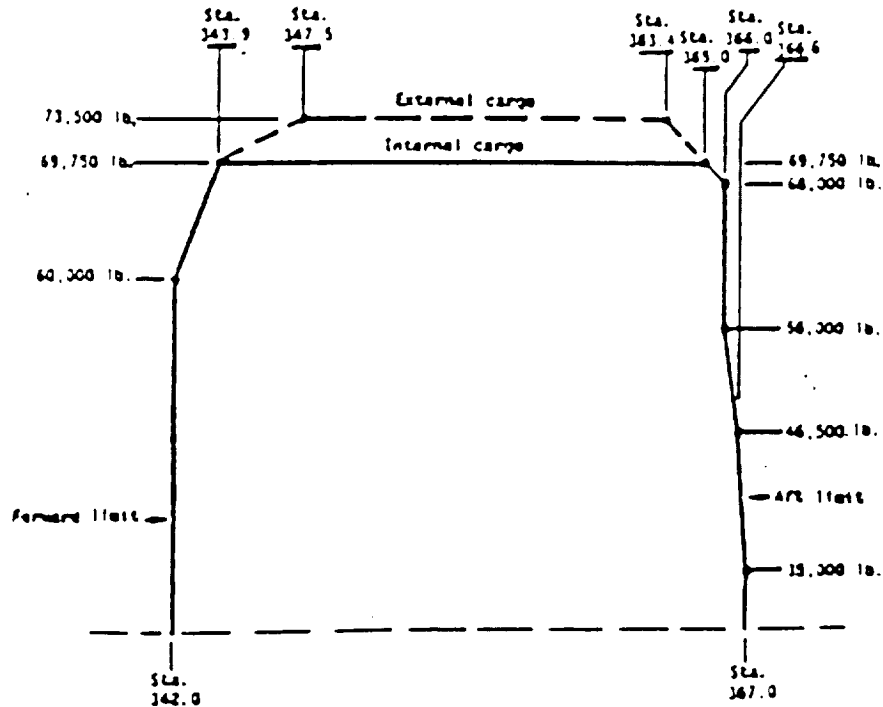 Sta.
343.9
Sta.
347.5
Sta.
363.4
Sta.
365.0
Sta.
366.0
Sta.
366.6
73,500 lb.
External cargo
69,750 lb.
Internal cargo
69,750 lb.
68,000 lb.
60,000 lb.
56,000 lb.
46,500 lb.
Forward limit
Aft limit
35,000 lb.
Sta.
342.0
Sta.
367.0